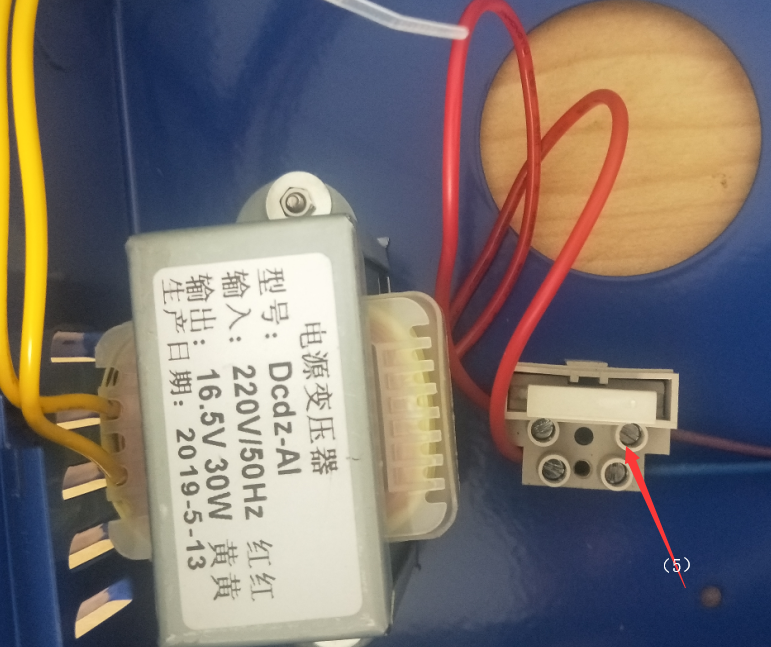 电源变压器
型号：Dcdz-AI
输入：220V/50Hz 红红
输出：16.5V 30W 黄黄
生产日期：2019-5-13
(5)